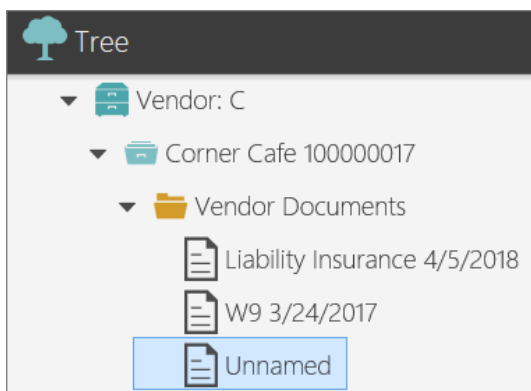 Tree
Vendor: C
Corner Cafe 100000017
Vendor Documents
Liability Insurance 4/5/2018
W9 3/24/2017
Unnamed